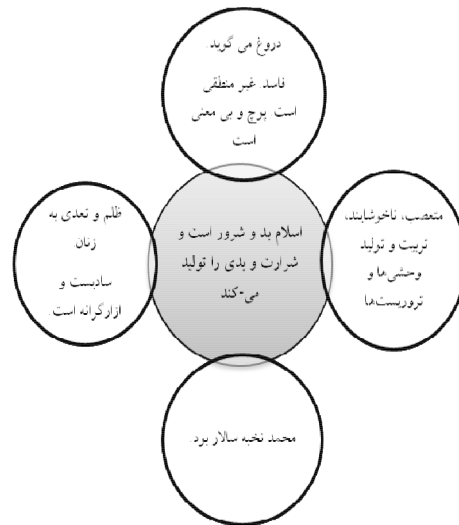 دروغ می گوید.
فاسد. غیر منطقی
است. پوچ و بی معنی
است
ظلم و تعدی به
زنان.
سادیست و
آزارگرانه است.
اسلام بد و شرور است و
شرارت و بدی را تولید
می-کند
متعصب، ناخوشایند،
تربیت و تولید
وحشی‌ها و
تروریست‌ها
محمد نخبه سالار بود.